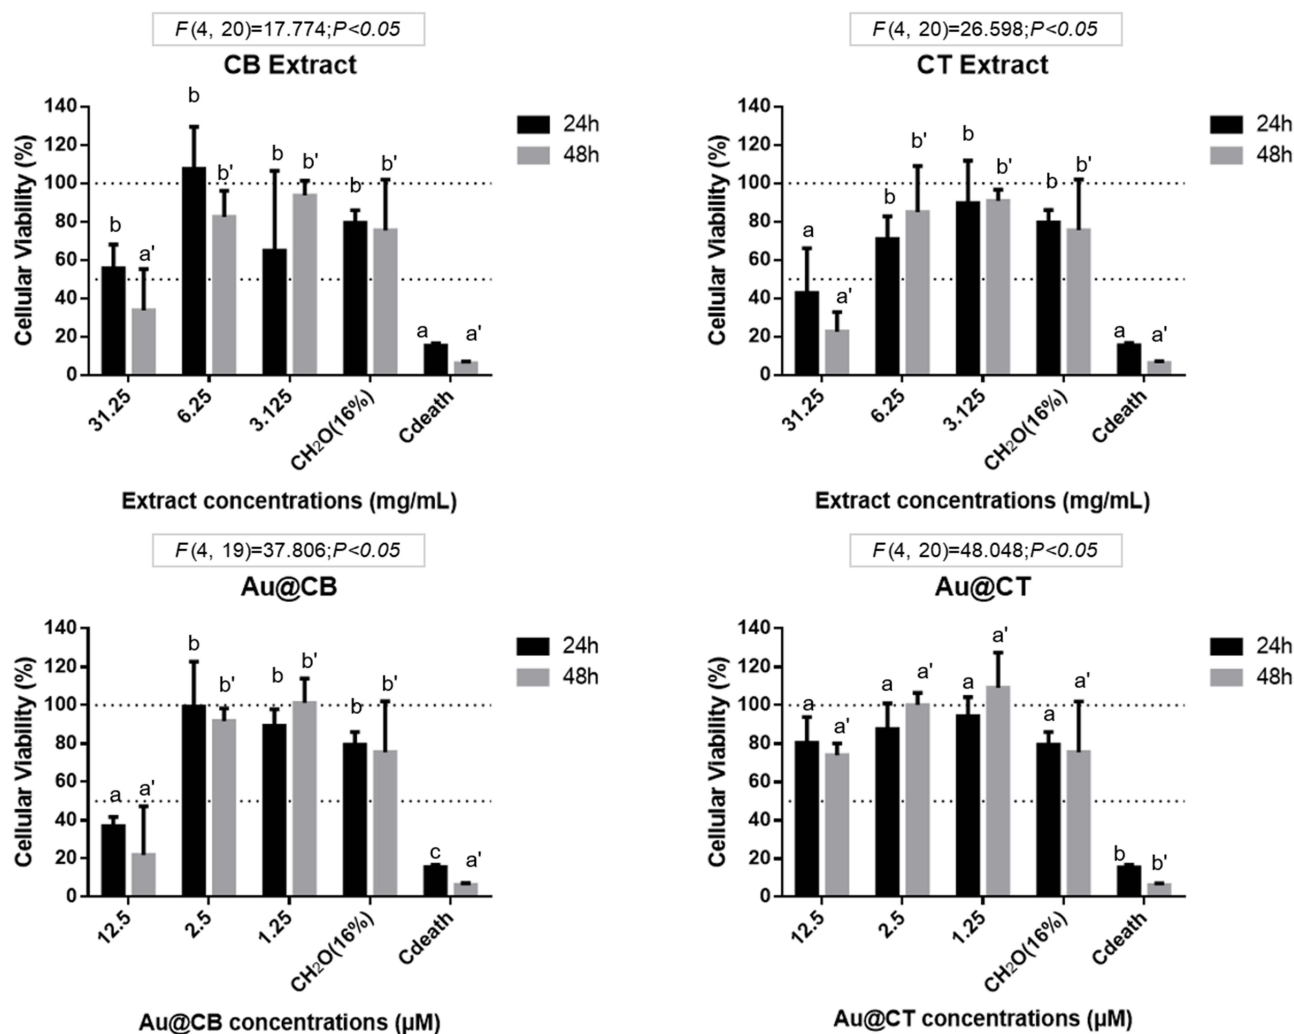 F(4, 20)=17.774;P<0.05
CB Extract
Cellular Viability (%)
140
120
100
80
60
40
20
0
b
a'
b
b'
b
b'
b
b'
a
a'
24h
48h
31.25
6.25
3.125
CH₂O(16%)
Cdeath
Extract concentrations (mg/mL)
F(4, 20)=26.598;P<0.05
CT Extract
Cellular Viability (%)
140
120
100
80
60
40
20
0
a
a'
b
b'
b
b'
b
b'
a
a'
24h
48h
31.25
6.25
3.125
CH₂O(16%)
Cdeath
Extract concentrations (mg/mL)
F(4, 19)=37.806;P<0.05
Au@CB
Cellular Viability (%)
140
120
100
80
60
40
20
0
a
a'
b
b'
b
b'
b
b'
c
a'
24h
48h
12.5
2.5
1.25
CH₂O(16%)
Cdeath
Au@CB concentrations (µM)
F(4, 20)=48.048;P<0.05
Au@CT
Cellular Viability (%)
140
120
100
80
60
40
20
0
a
a'
a
a'
a
a'
a
a'
b
b'
24h
48h
12.5
2.5
1.25
CH₂O(16%)
Cdeath
Au@CT concentrations (µM)